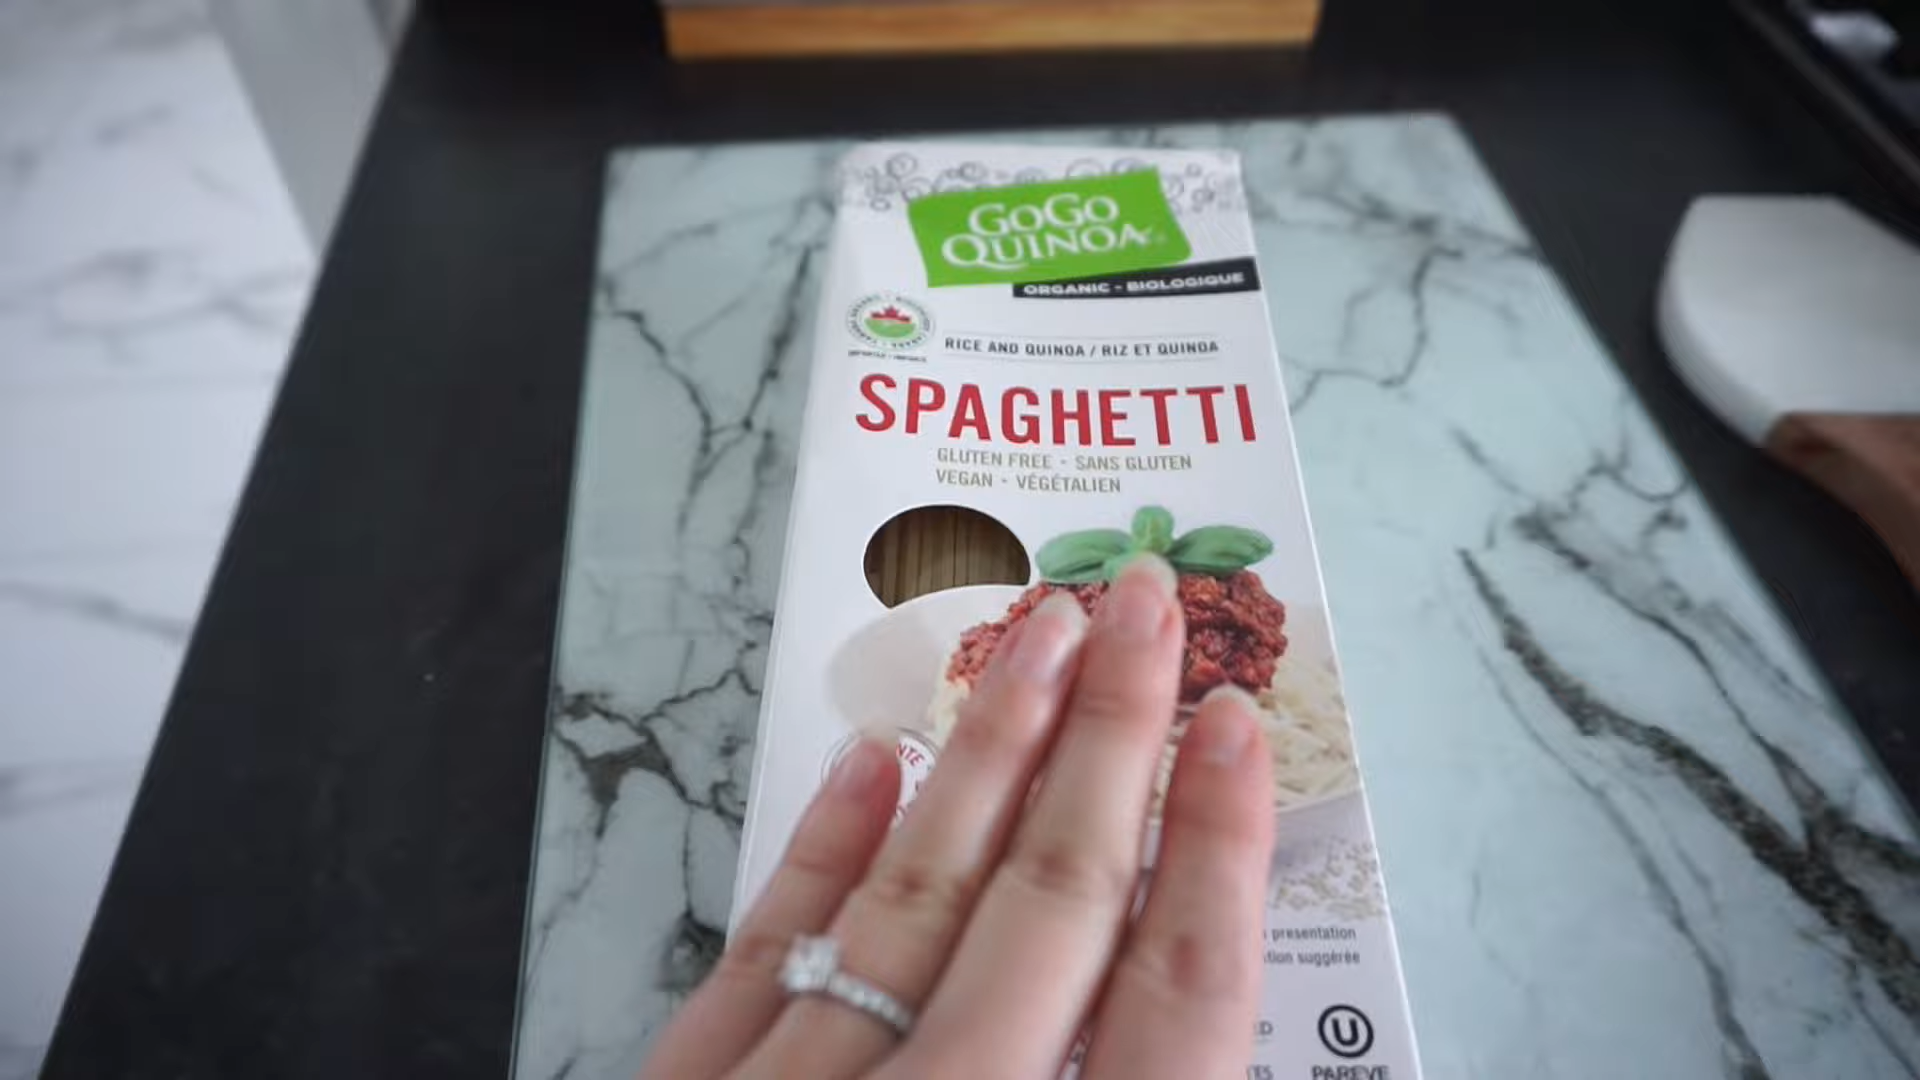 GoGo
QUINOA
ORGANIC - BIOLOGIQUE
RICE AND QUINOA / RIZ ET QUINOA
SPAGHETTI
GLUTEN FREE - SANS GLUTEN
VEGAN - VÉGÉTALIEN
presentation
suggérée
U
PAREVE